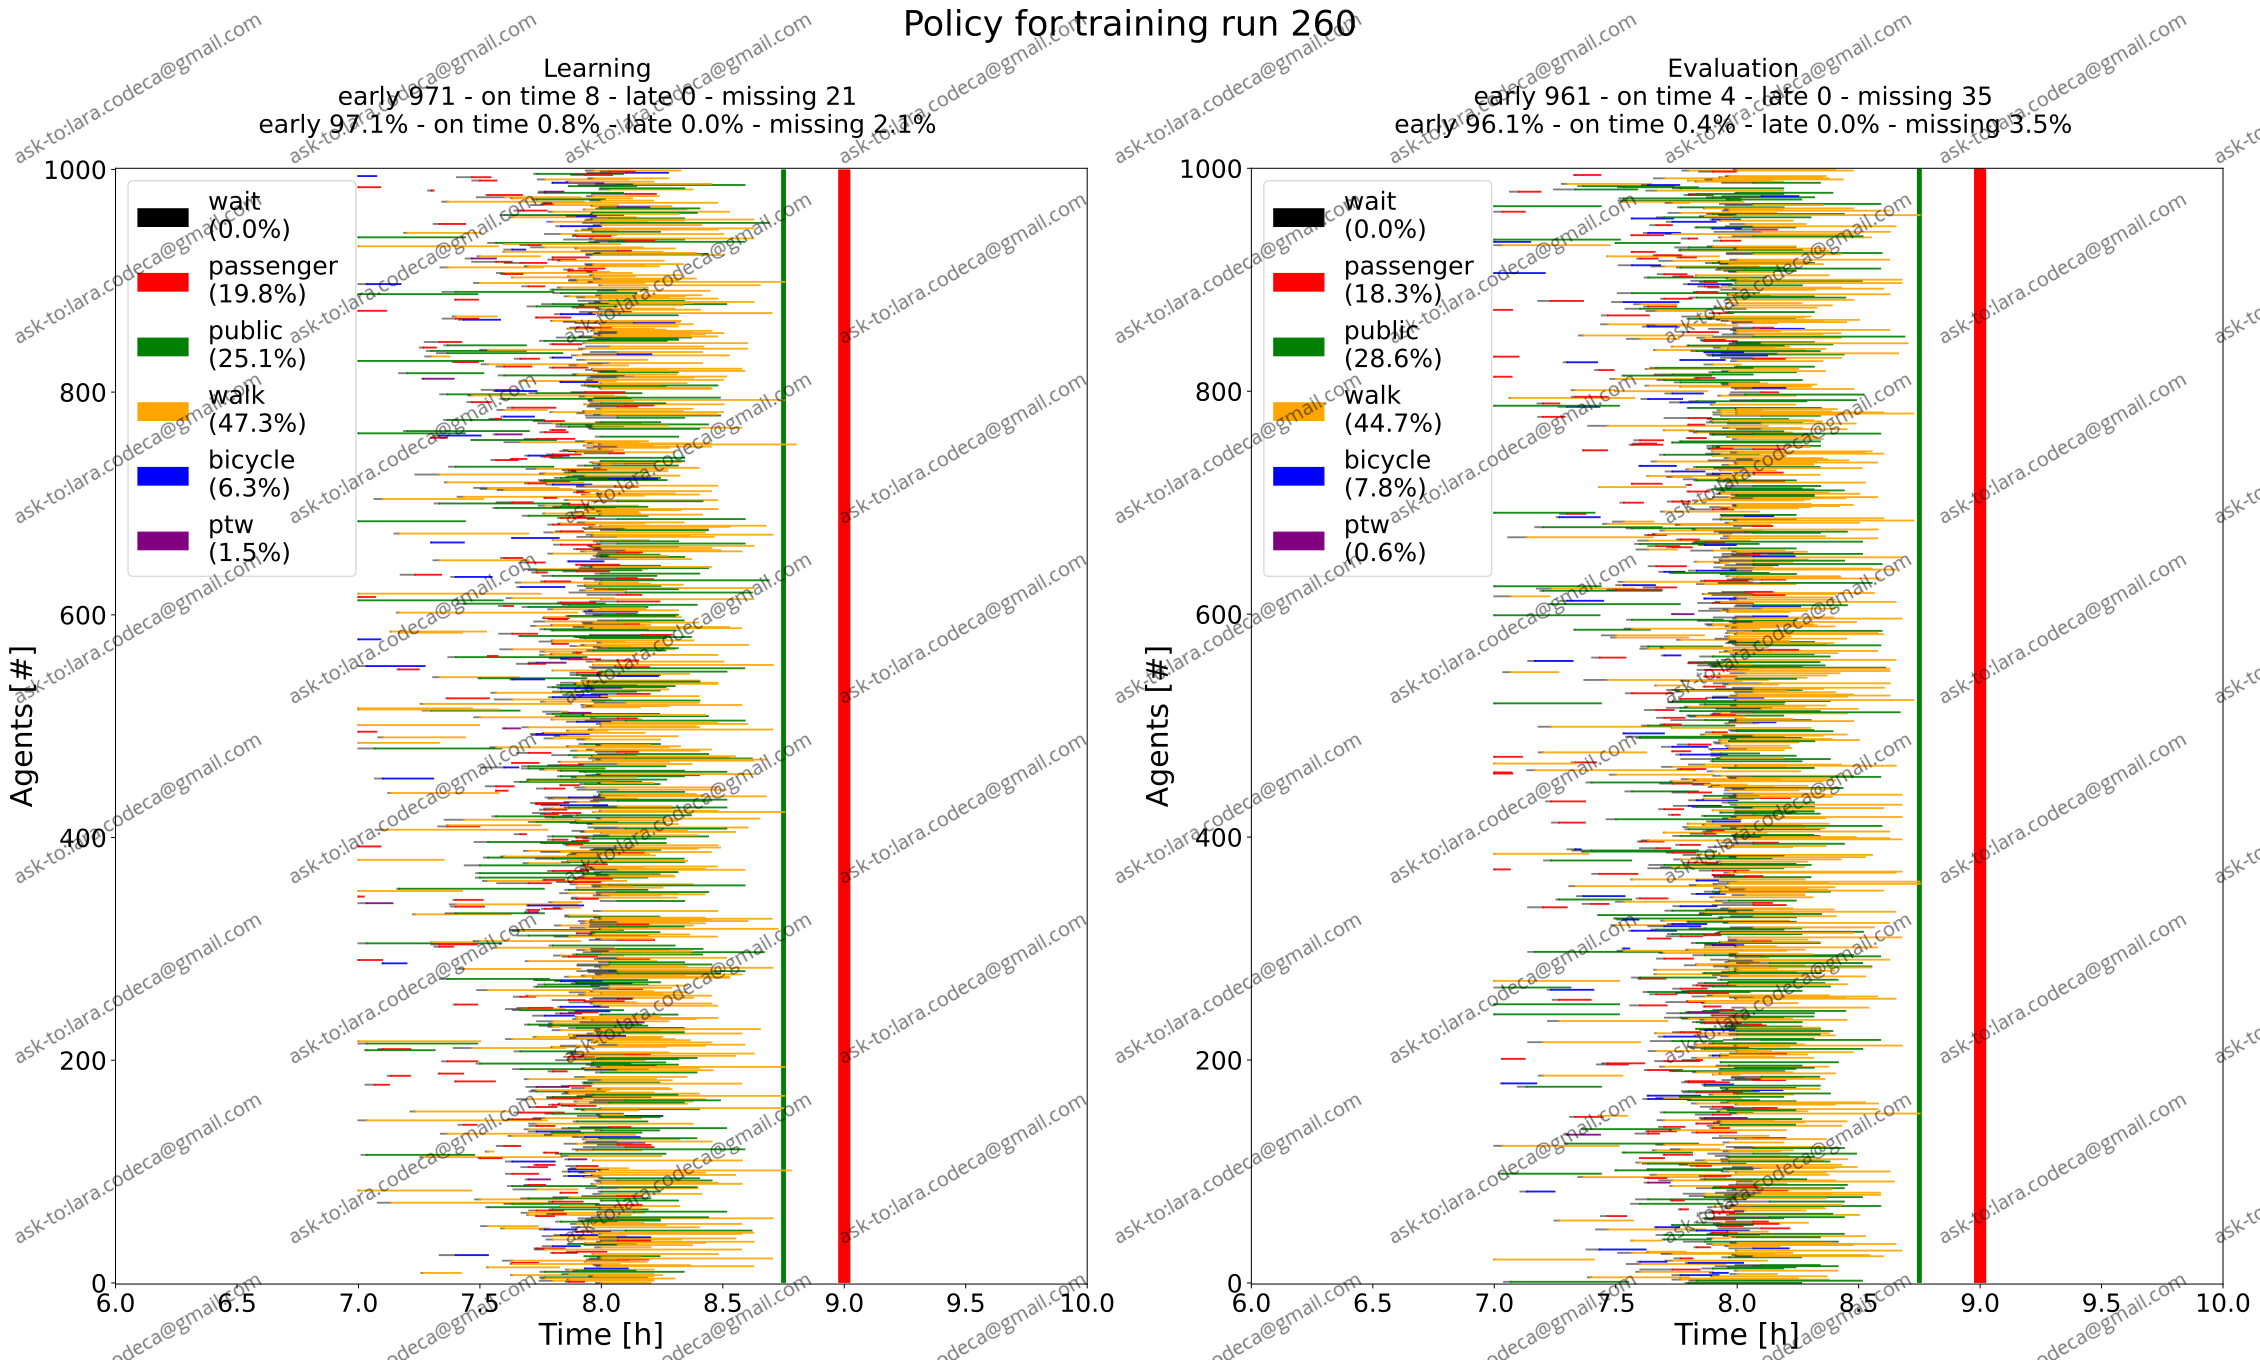 Policy for training run 260
Learning
early 971 - on time 8 - late 0 - missing 21
early 97.1% - on time 0.8% - late 0.0% - missing 2.1%
1000
800
600
400
200
0
Agents [#]
wait
(0.0%)
passenger
(19.8%)
public
(25.1%)
walk
(47.3%)
bicycle
(6.3%)
ptw
(1.5%)
6.0 6.5 7.0 7.5 8.0 8.5 9.0 9.5 10.0
Time [h]
Evaluation
early 961 - on time 4 - late 0 - missing 35
early 96.1% - on time 0.4% - late 0.0% - missing 3.5%
1000
800
600
400
200
0
Agents [#]
wait
(0.0%)
passenger
(18.3%)
public
(28.6%)
walk
(44.7%)
bicycle
(7.8%)
ptw
(0.6%)
6.0 6.5 7.0 7.5 8.0 8.5 9.0 9.5 10.0
Time [h]
ask-to:lara.codeca@gmail.com